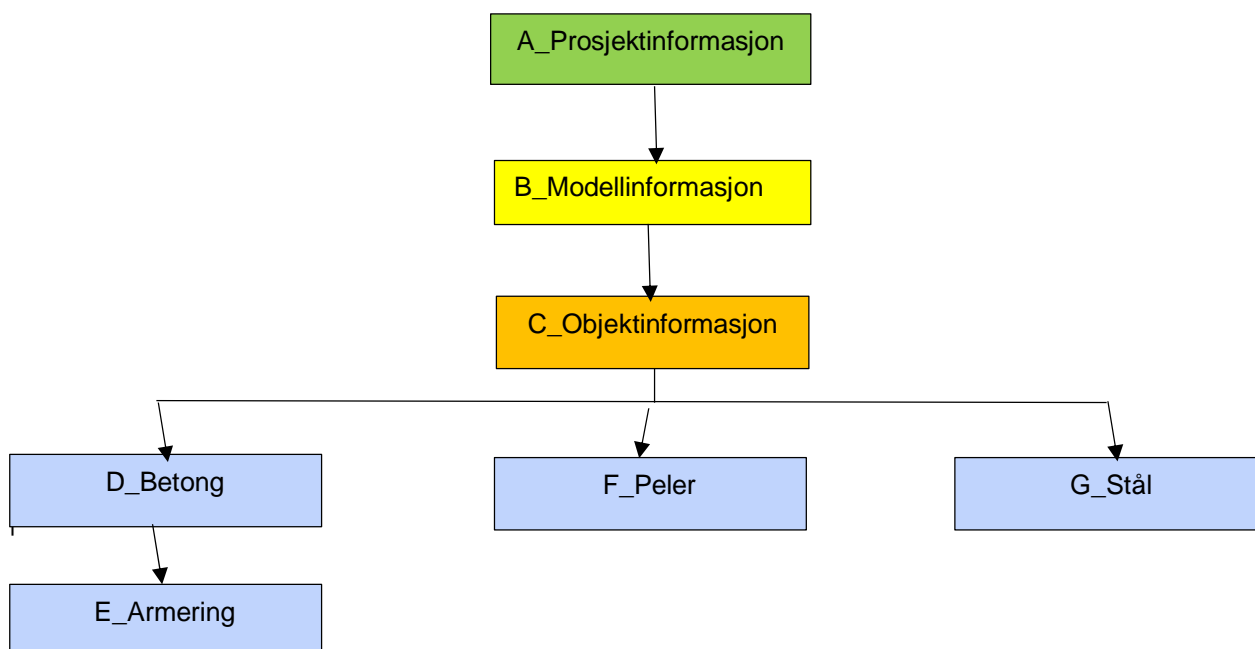 A_Prosjektinformasjon
B_Modellinformasjon
C_Objektinformasjon
D_Betong
F_Peler
G_Stål
E_Armering